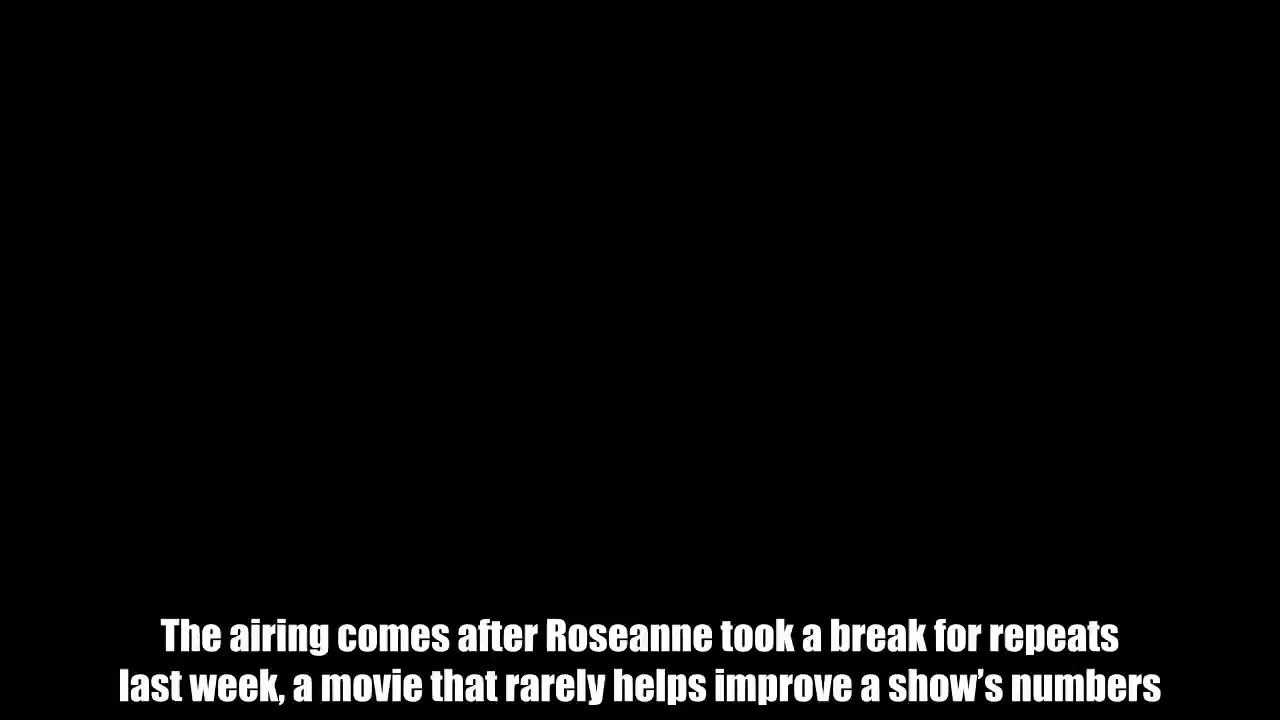 The airing comes after Roseanne took a break for repeats
last week, a movie that rarely helps improve a show’s numbers